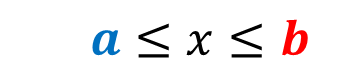 a ≤ x ≤ b